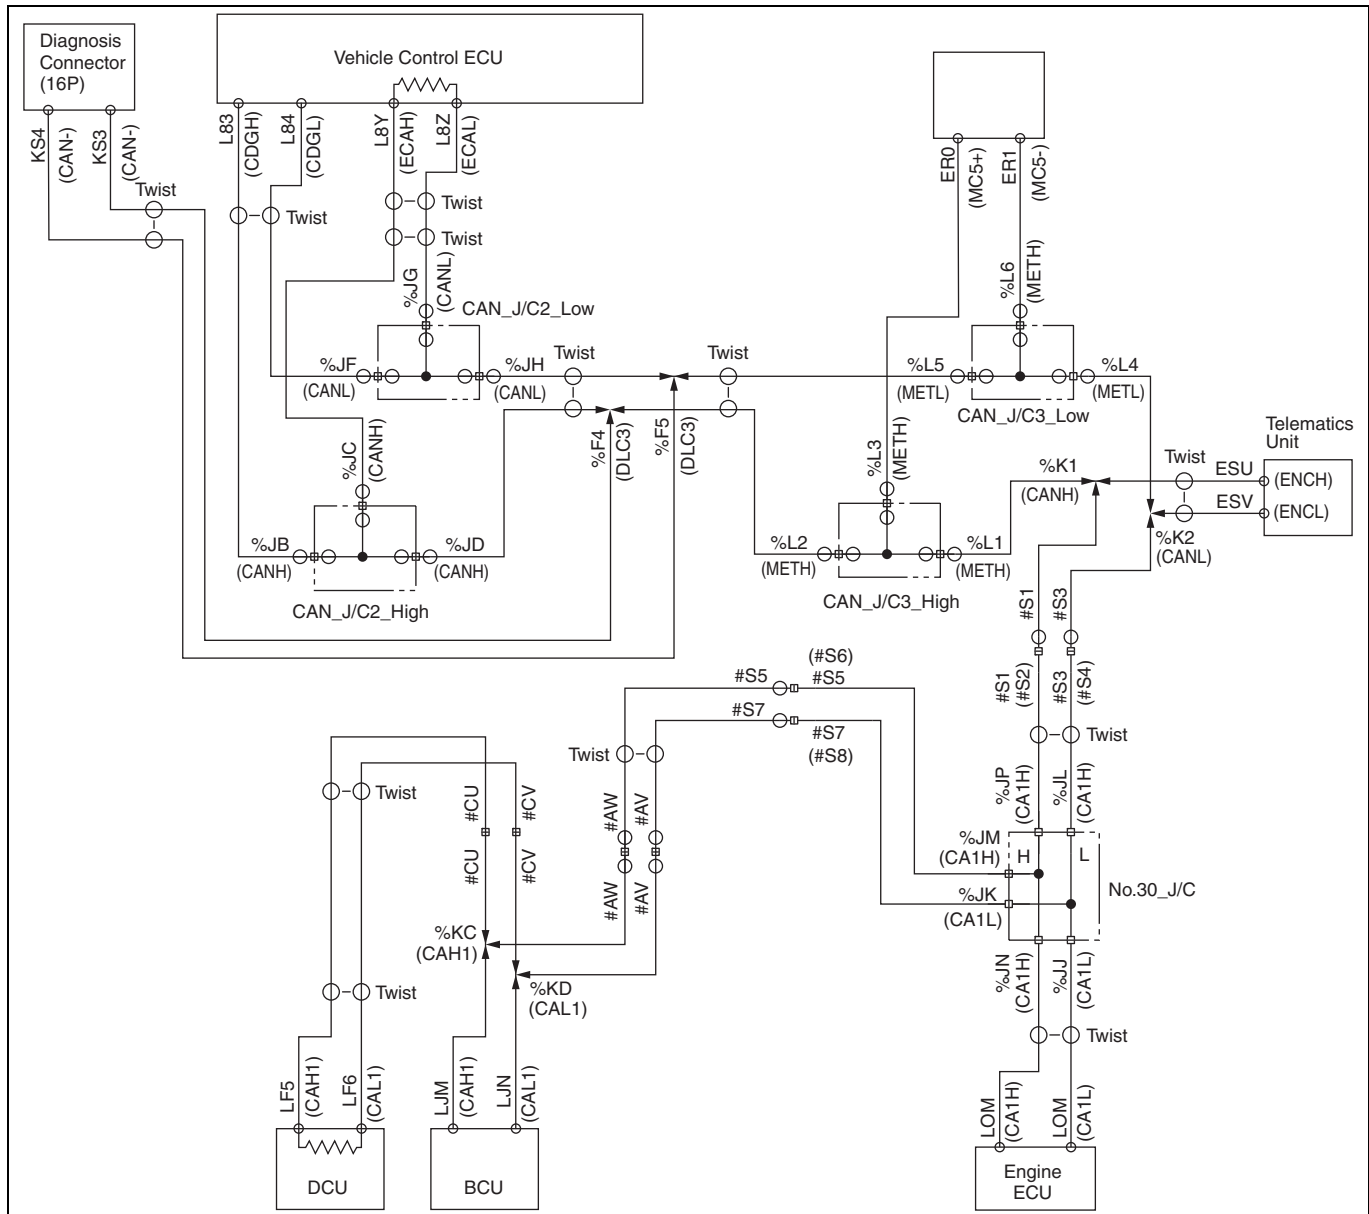 Diagnosis
Connector
(16P)
Vehicle Control ECU
KS4
(CAN-)
KS3
(CAN-)
L83
(CDGH)
L84
(CDGL)
L8Y
(ECAH)
L8Z
(ECAL)
ER0
(MC5+)
ER1
(MC5-)
Twist
Twist
Twist
Twist
%JG
(CANL)
%L6
(METH)
CAN_J/C2_Low
%JF
(CANL)
%JH
(CANL)
Twist
Twist
%L5
(METL)
%L4
(METL)
CAN_J/C3_Low
%F4
(DLC3)
%F5
(DLC3)
%JC
(CANH)
%L3
(METH)
Telematics
Unit
Twist
ESU
(ENCH)
ESV
(ENCL)
%K1
(CANH)
%K2
(CANL)
%JB
(CANH)
%JD
(CANH)
%L2
(METH)
%L1
(METH)
CAN_J/C2_High
CAN_J/C3_High
#S1
#S3
#S1
(#S2)
#S3
(#S4)
#S5
(#S6)
#S5
#S7
#S7
(#S8)
Twist
Twist
Twist
#CU
#CV
#AW
#AV
%JP
(CA1H)
%JL
(CA1H)
#CU
#CV
#AW
#AV
%JM
(CA1H)
H
L
No.30_J/C
%JK
(CA1L)
%KC
(CAH1)
%KD
(CAL1)
%JN
(CA1H)
%JJ
(CA1L)
Twist
Twist
LF5
(CAH1)
LF6
(CAL1)
LJM
(CAH1)
LJN
(CAL1)
LOM
(CA1H)
LOM
(CA1L)
DCU
BCU
Engine
ECU